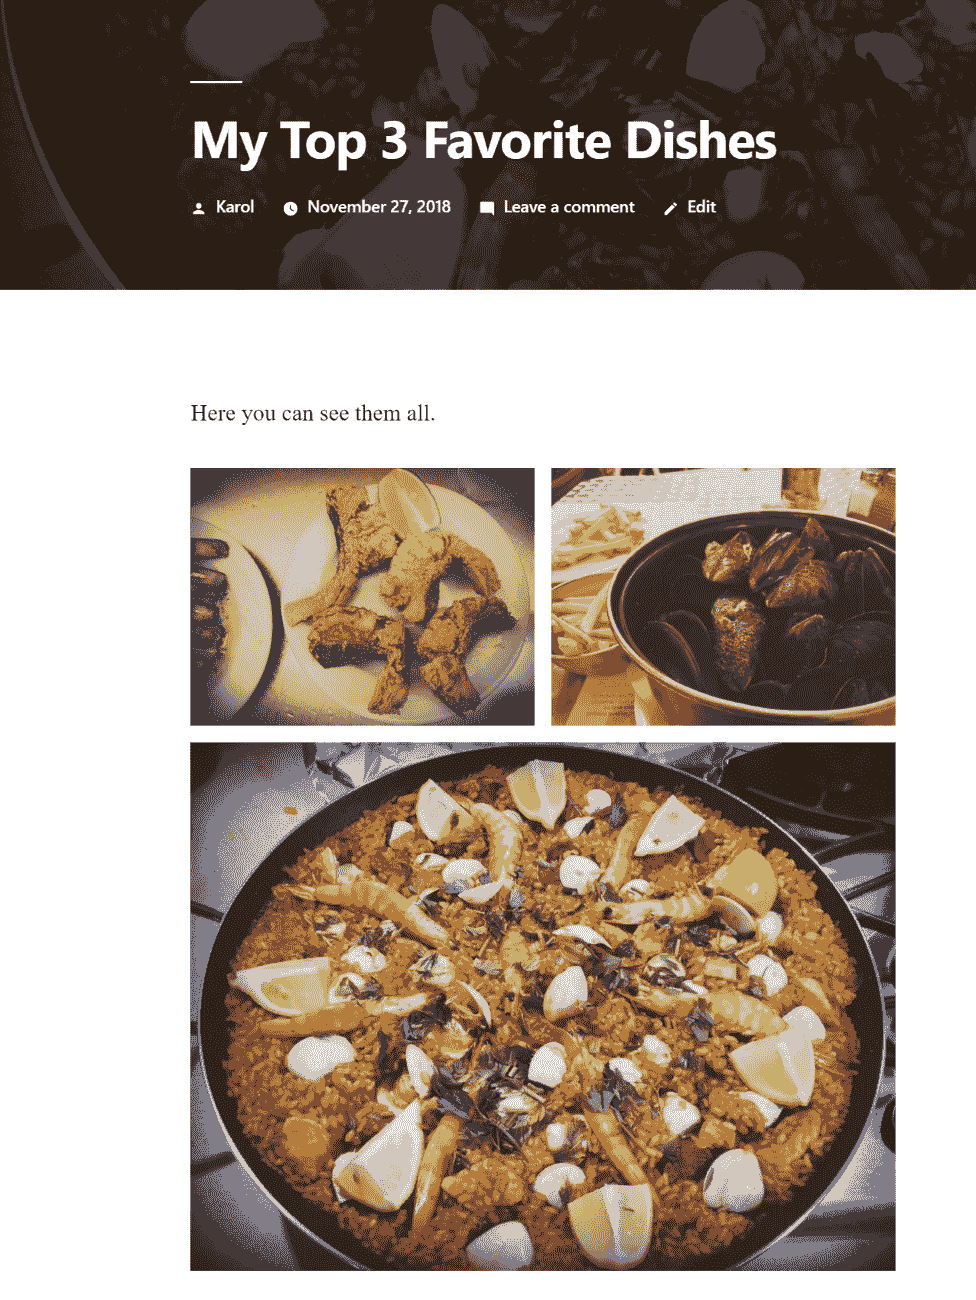 My Top 3 Favorite Dishes
Karol November 27, 2018 Leave a comment Edit
Here you can see them all.